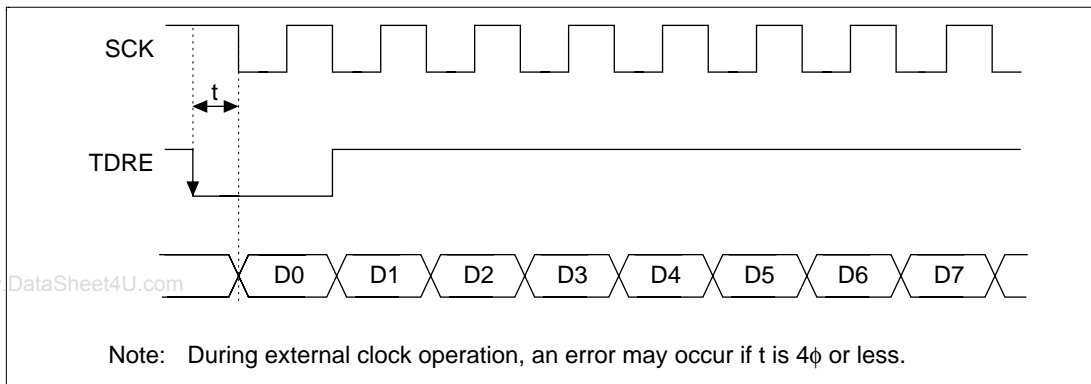 SCK
t
TDRE
D0 D1 D2 D3 D4 D5 D6 D7
.DataSheet4U.com
Note: During external clock operation, an error may occur if t is 4ϕ or less.